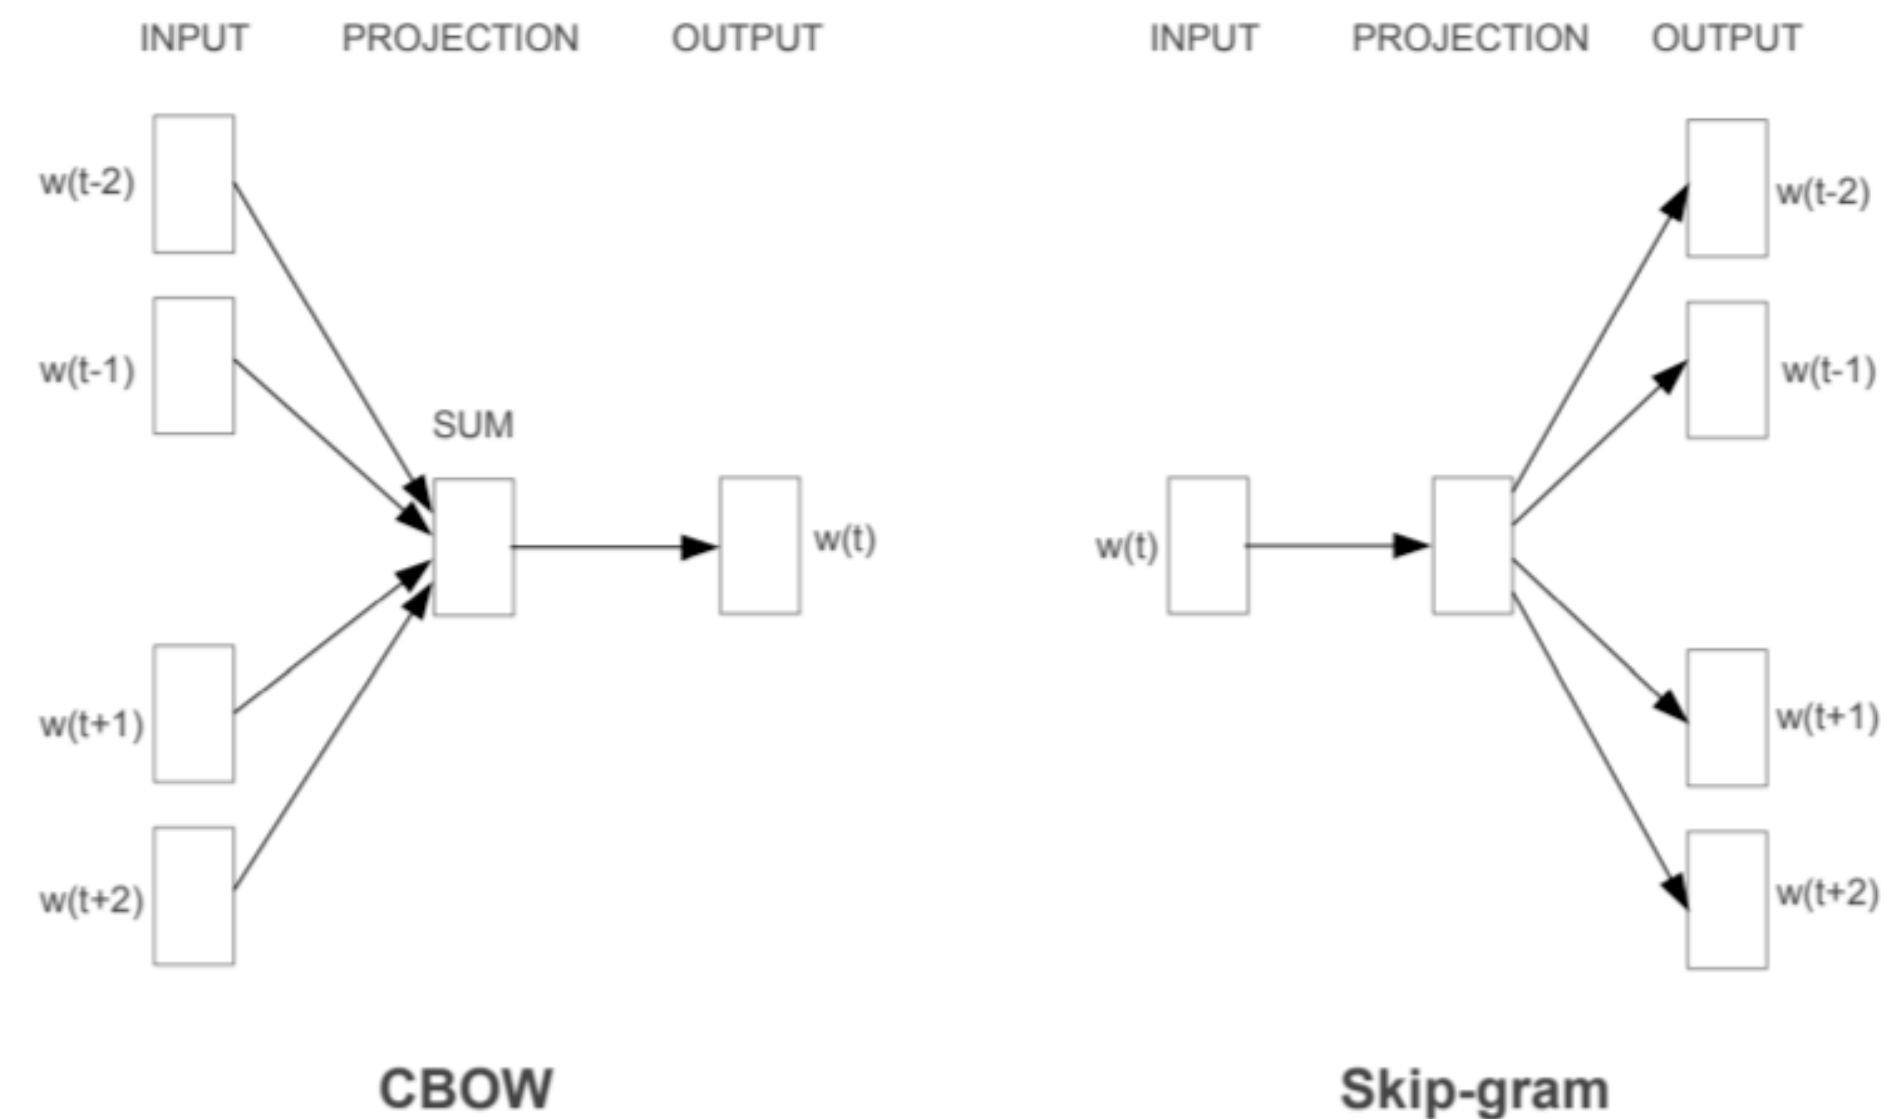 INPUT PROJECTION OUTPUT
w(t-2)
w(t-1)
SUM
w(t)
w(t+1)
w(t+2)
CBOW
INPUT PROJECTION OUTPUT
w(t-2)
w(t-1)
w(t)
w(t+1)
w(t+2)
Skip-gram